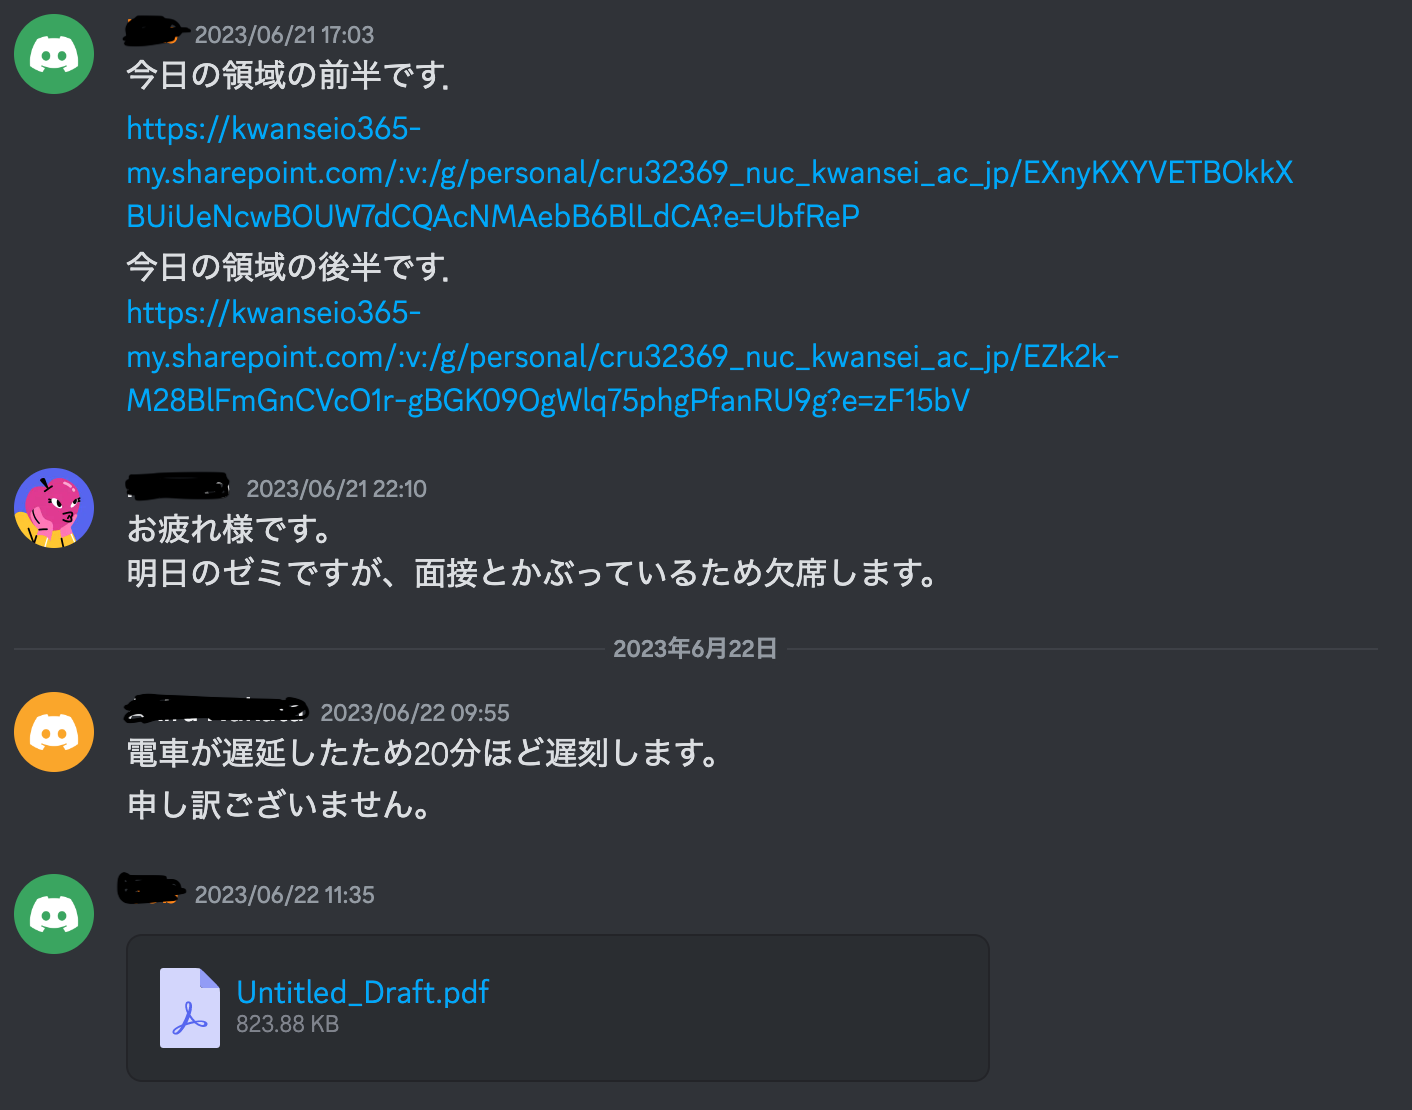 2023/06/21 17:03
今日の領域の前半です.
https://kwanseio365-
my.sharepoint.com/:v:/g/personal/cru32369_nuc_kwansei_ac_jp/EXnyKXYVETBOkkX
BUiUeNcwBOUW7dCQAcNMAebB6BlLdCA?e=UbfReP
今日の領域の後半です.
https://kwanseio365-
my.sharepoint.com/:v:/g/personal/cru32369_nuc_kwansei_ac_jp/EZk2k-
M28BlFmGnCVcO1r-gBGK09OgWlq75phgPfanRU9g?e=zF15bV
2023/06/21 22:10
お疲れ様です。
明日のゼミですが、面接とかぶっているため欠席します。
2023年6月22日
2023/06/22 09:55
電車が遅延したため20分ほど遅刻します。
申し訳ございません。
2023/06/22 11:35
Untitled_Draft.pdf
823.88 KB